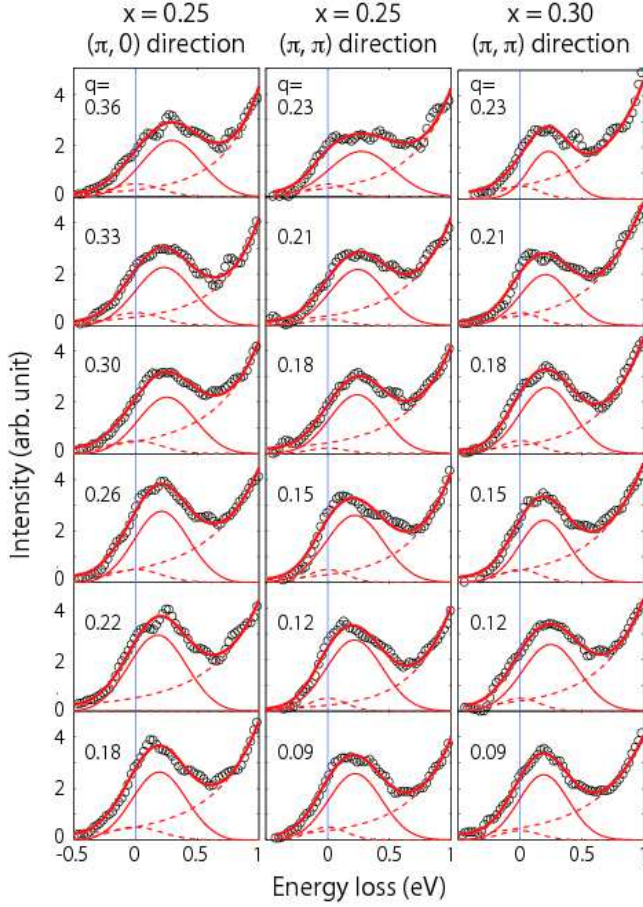 x = 0.25 x = 0.25 x = 0.30
(π, 0) direction (π, π) direction (π, π) direction
q= q= q=
0.36 0.23 0.23
4
2
0
0.33 0.21 0.21
4
2
0
0.30 0.18 0.18
4
2
0
0.26 0.15 0.15
4
2
0
0.22 0.12 0.12
4
2
0
0.18 0.09 0.09
4
2
0
-0.5 0 0.5 1 0 0.5 1 0 0.5 1
Intensity (arb. unit)
Energy loss (eV)